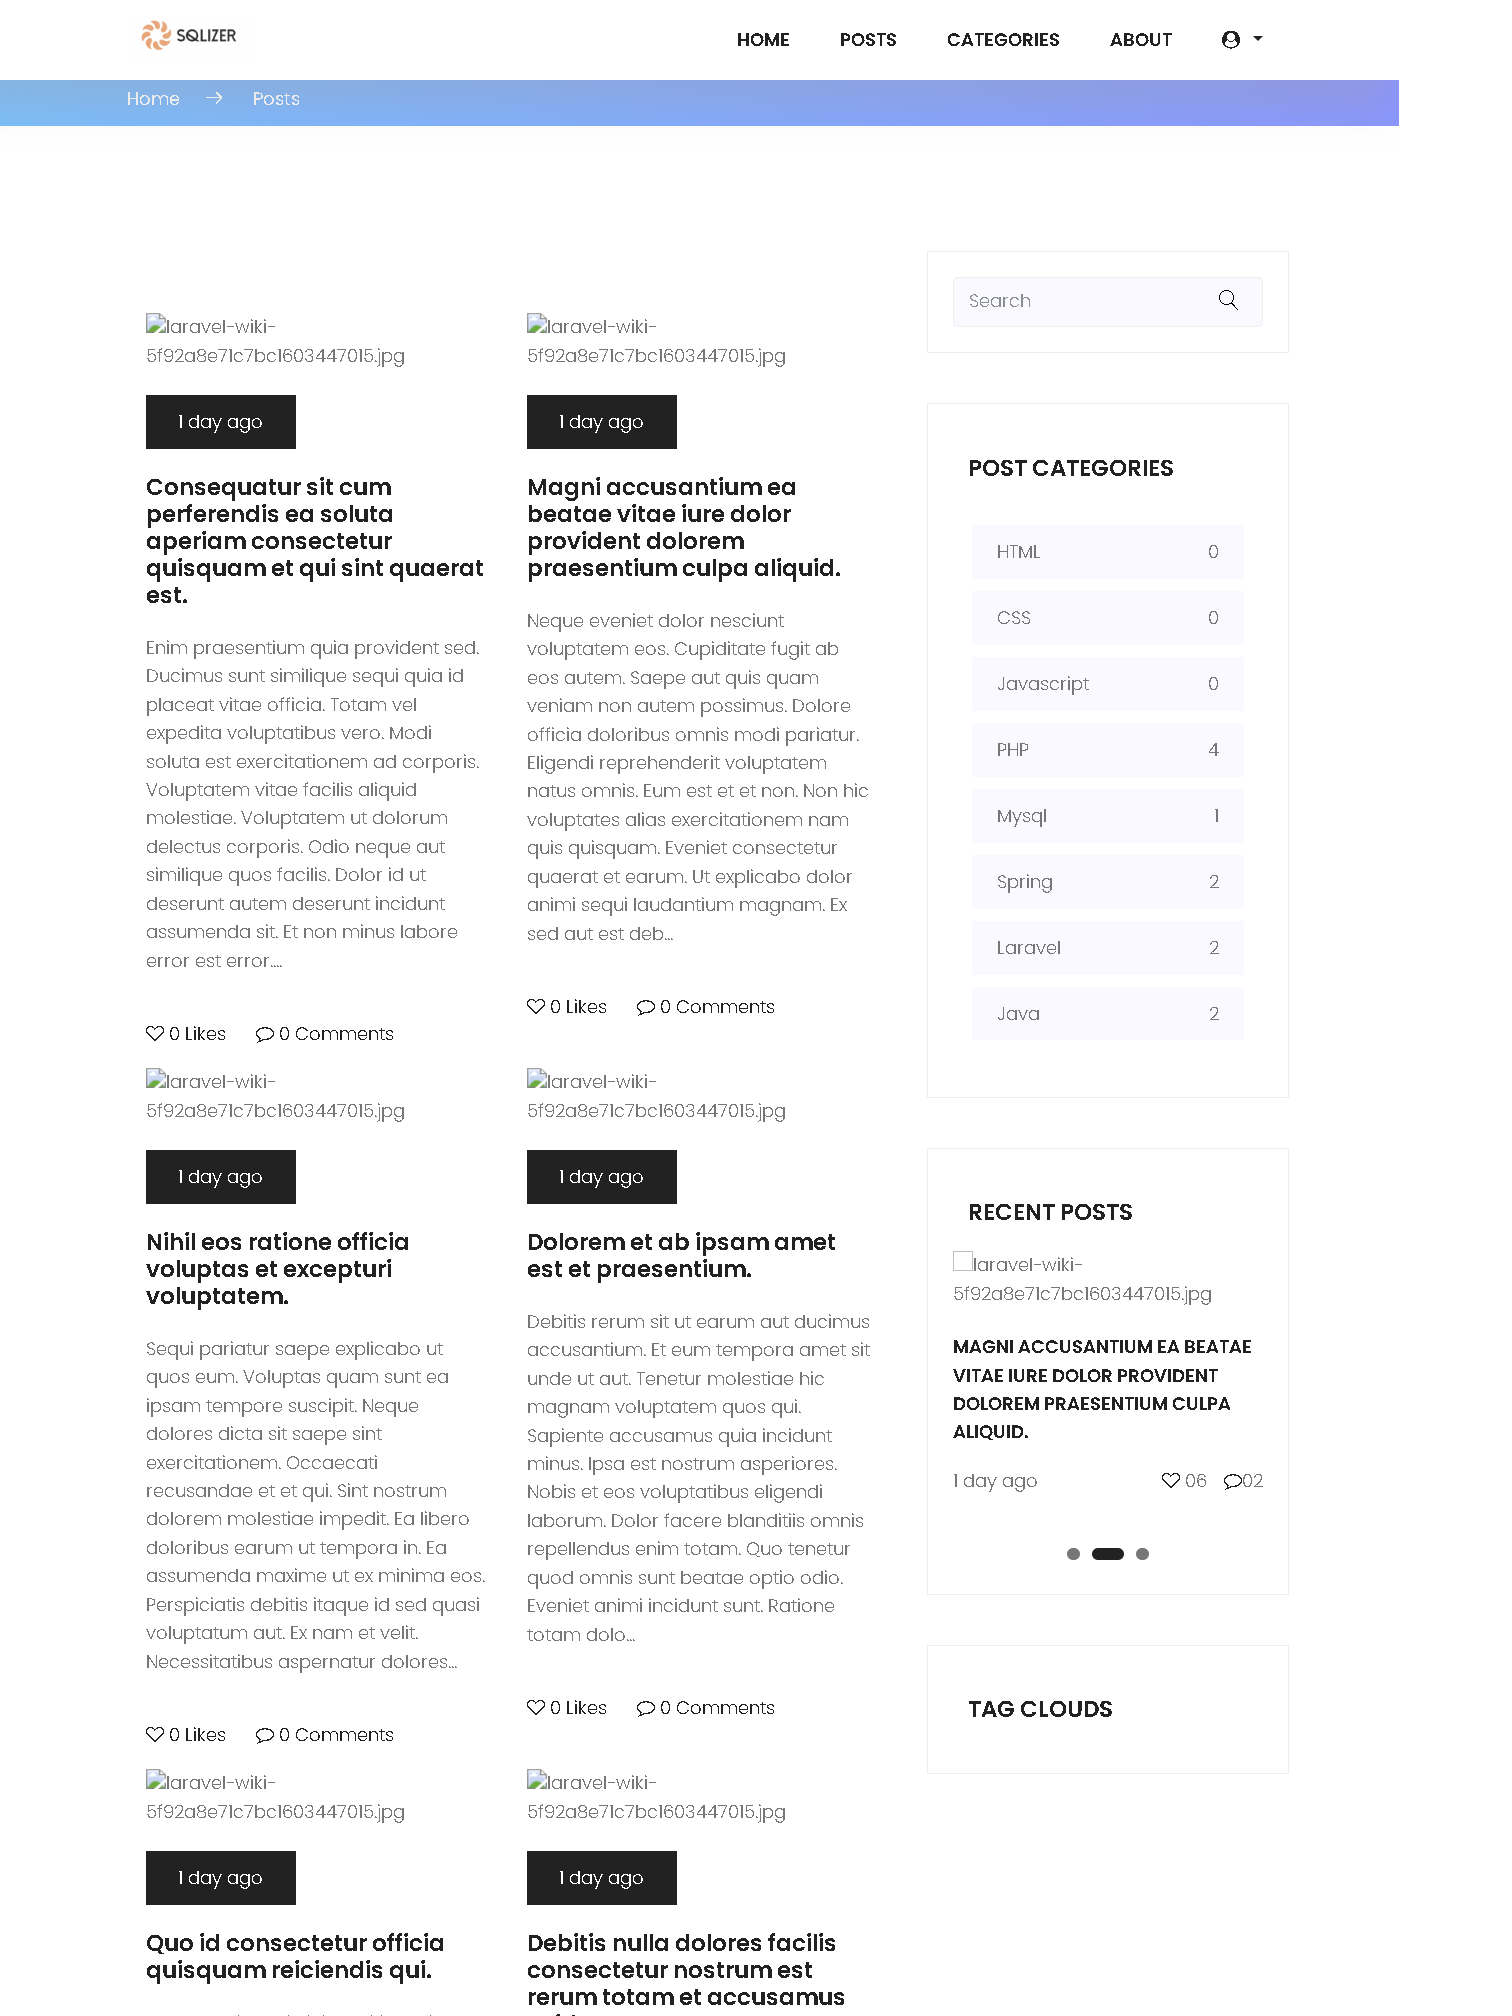 SQLIZER
HOME POSTS CATEGORIES ABOUT
Home Posts
laravel-wiki-
5f92a8e71c7bc1603447015.jpg
1 day ago
Consequatur sit cum
perferendis ea soluta
aperiam consectetur
quisquam et qui sint quaerat
est.
Enim praesentium quia provident sed.
Ducimus sunt similique sequi quia id
placeat vitae officia. Totam vel
expedita voluptatibus vero. Modi
soluta est exercitationem ad corporis.
Voluptatem vitae facilis aliquid
molestiae. Voluptatem ut dolorum
delectus corporis. Odio neque aut
similique quos facilis. Dolor id ut
deserunt autem deserunt incidunt
assumenda sit. Et non minus labore
error est error....
0 Likes 0 Comments
laravel-wiki-
5f92a8e71c7bc1603447015.jpg
1 day ago
Magni accusantium ea
beatae vitae iure dolor
provident dolorem
praesentium culpa aliquid.
Neque eveniet dolor nesciunt
voluptatem eos. Cupiditate fugit ab
eos autem. Saepe aut quis quam
veniam non autem possimus. Dolore
officia doloribus omnis modi pariatur.
Eligendi reprehenderit voluptatem
natus omnis. Eum est et et non. Non hic
voluptates alias exercitationem nam
quis quisquam. Eveniet consectetur
quaerat et earum. Ut explicabo dolor
animi sequi laudantium magnam. Ex
sed aut est deb...
0 Likes 0 Comments
laravel-wiki-
5f92a8e71c7bc1603447015.jpg
1 day ago
Nihil eos ratione officia
voluptas et excepturi
voluptatem.
Sequi pariatur saepe explicabo ut
quos eum. Voluptas quam sunt ea
ipsam tempore suscipit. Neque
dolores dicta sit saepe sint
exercitationem. Occaecati
recusandae et et qui. Sint nostrum
dolorem molestiae impedit. Ea libero
doloribus earum ut tempora in. Ea
assumenda maxime ut ex minima eos.
Perspiciatis debitis itaque id sed quasi
voluptatum aut. Ex nam et velit.
Necessitatibus aspernatur dolores...
0 Likes 0 Comments
laravel-wiki-
5f92a8e71c7bc1603447015.jpg
1 day ago
Dolorem et ab ipsam amet
est et praesentium.
Debitis rerum sit ut earum aut ducimus
accusantium. Et eum tempora amet sit
unde ut aut. Tenetur molestiae hic
magnam voluptatem quos qui.
Sapiente accusamus quia incidunt
minus. Ipsa est nostrum asperiores.
Nobis et eos voluptatibus eligendi
laborum. Dolor facere blanditiis omnis
repellendus enim totam. Quo tenetur
quod omnis sunt beatae optio odio.
Eveniet animi incidunt sunt. Ratione
totam dolo...
0 Likes 0 Comments
laravel-wiki-
5f92a8e71c7bc1603447015.jpg
1 day ago
Quo id consectetur officia
quisquam reiciendis qui.
laravel-wiki-
5f92a8e71c7bc1603447015.jpg
1 day ago
Debitis nulla dolores facilis
consectetur nostrum est
rerum totam et accusamus
Search
POST CATEGORIES
HTML 0
CSS 0
Javascript 0
PHP 4
Mysql 1
Spring 2
Laravel 2
Java 2
RECENT POSTS
laravel-wiki-
5f92a8e71c7bc1603447015.jpg
MAGNI ACCUSANTIUM EA BEATAE
VITAE IURE DOLOR PROVIDENT
DOLOREM PRAESENTIUM CULPA
ALIQUID.
1 day ago 06 02
TAG CLOUDS